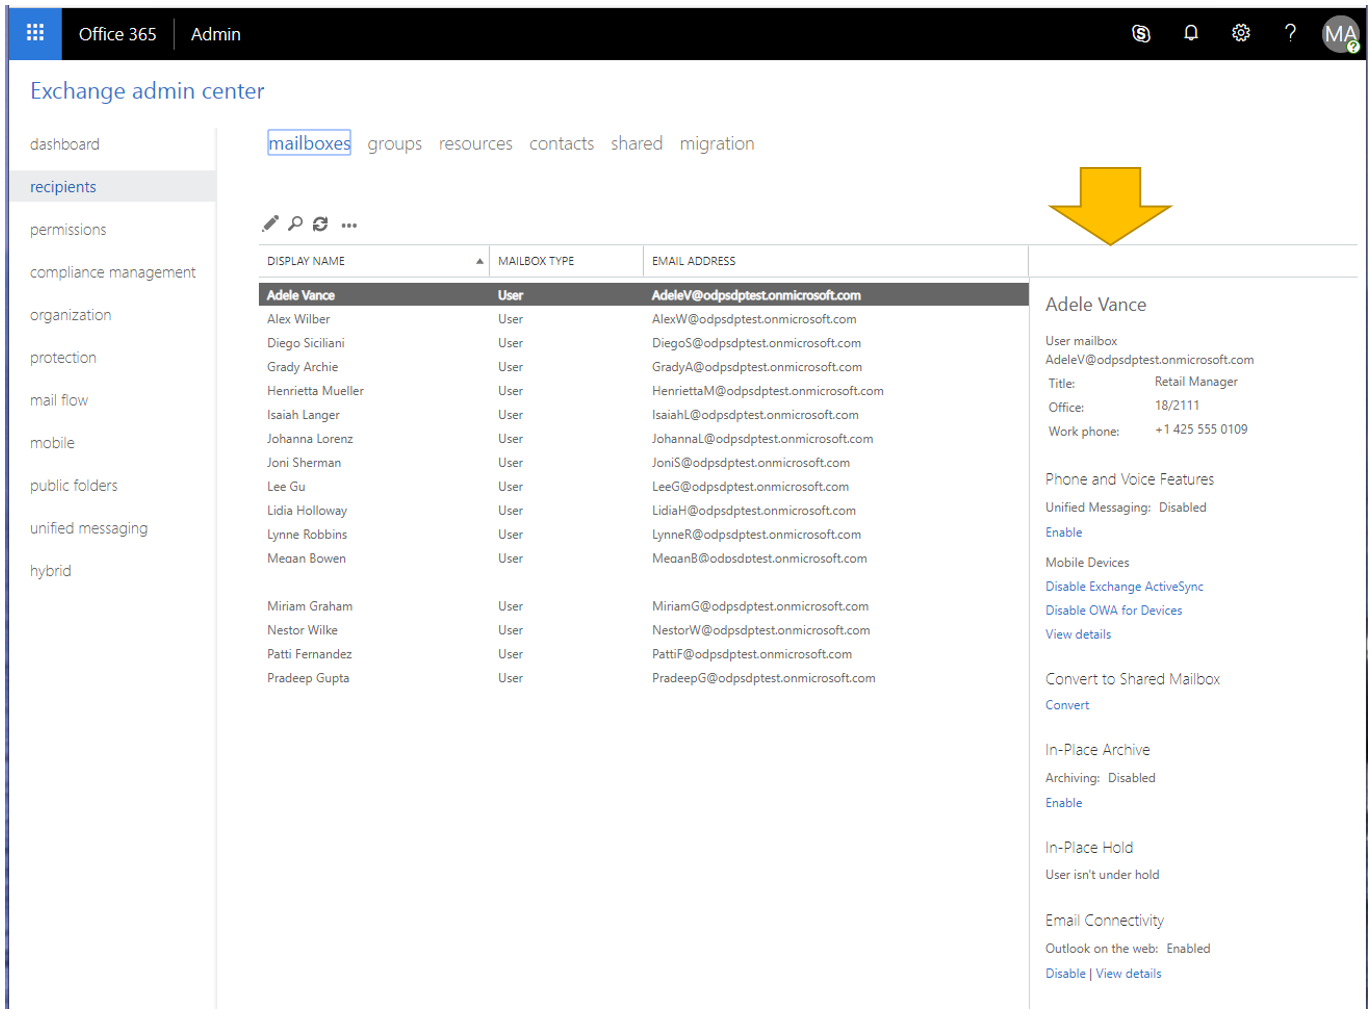 Office 365 Admin
MA
Exchange admin center
dashboard
recipients
permissions
compliance management
organization
protection
mail flow
mobile
public folders
unified messaging
hybrid
mailboxes groups resources contacts shared migration
DISPLAY NAME MAILBOX TYPE EMAIL ADDRESS
Adele Vance User AdeleV@odpsdptest.onmicrosoft.com
Alex Wilber User AlexW@odpsdptest.onmicrosoft.com
Diego Siciliani User DiegoS@odpsdptest.onmicrosoft.com
Grady Archie User GradyA@odpsdptest.onmicrosoft.com
Henrietta Mueller User HenriettaM@odpsdptest.onmicrosoft.com
Isaiah Langer User IsaiahL@odpsdptest.onmicrosoft.com
Johanna Lorenz User JohannaL@odpsdptest.onmicrosoft.com
Joni Sherman User JoniS@odpsdptest.onmicrosoft.com
Lee Gu User LeeG@odpsdptest.onmicrosoft.com
Lidia Holloway User LidiaH@odpsdptest.onmicrosoft.com
Lynne Robbins User LynneR@odpsdptest.onmicrosoft.com
Megan Bowen User MeganB@odpsdptest.onmicrosoft.com
Miriam Graham User MiriamG@odpsdptest.onmicrosoft.com
Nestor Wilke User NestorW@odpsdptest.onmicrosoft.com
Patti Fernandez User PattiF@odpsdptest.onmicrosoft.com
Pradeep Gupta User PradeepG@odpsdptest.onmicrosoft.com
Adele Vance
User mailbox
AdeleV@odpsdptest.onmicrosoft.com
Title: Retail Manager
Office: 18/2111
Work phone: +1 425 555 0109
Phone and Voice Features
Unified Messaging: Disabled
Enable
Mobile Devices
Disable Exchange ActiveSync
Disable OWA for Devices
View details
Convert to Shared Mailbox
Convert
In-Place Archive
Archiving: Disabled
Enable
In-Place Hold
User isn't under hold
Email Connectivity
Outlook on the web: Enabled
Disable | View details